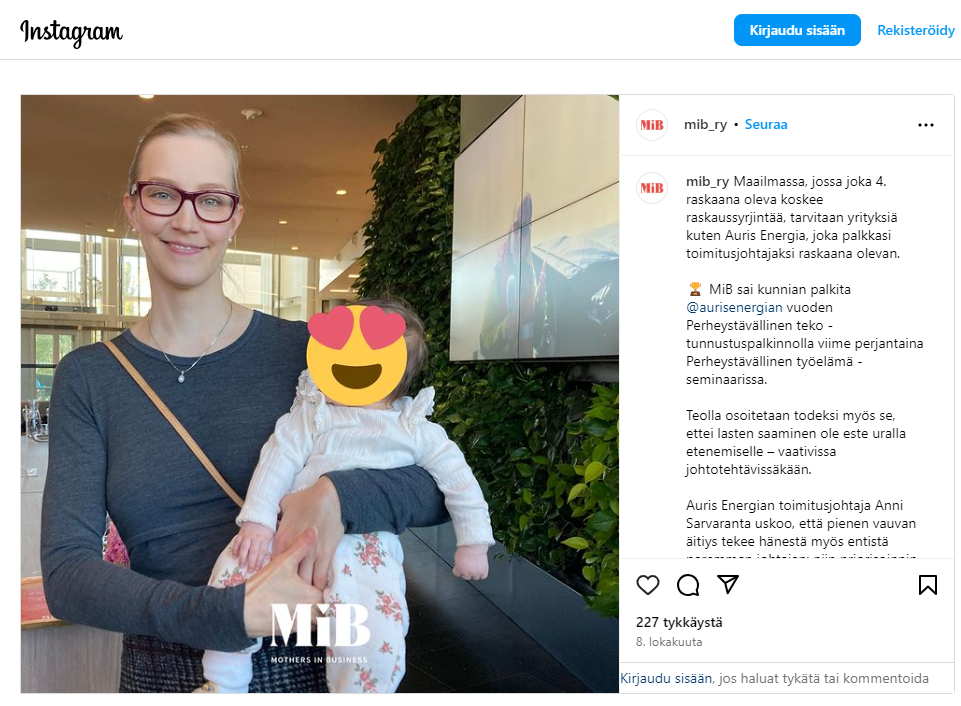 Instagram
Kirjaudu sisään
Rekisteröidy
MiB
mib_ry • Seuraa
MiB
mib_ry Maailmassa, jossa joka 4.
raskaana oleva koskee
raskaussyrjintää, tarvitaan yrityksiä
kuten Auris Energia, joka palkkasi
toimitusjohtajaksi raskaana olevan.
🏆 MiB sai kunnian palkita
@aurisenergian vuoden
Perheystävällinen teko -
tunnustuspalkinnolla viime perjantaina
Perheystävällinen työelämä -
seminaarissa.
Teolla osoitetaan todeksi myös se,
ettei lasten saaminen ole este uralla
etenemiselle – vaativissa
johtotehtävissäkään.
Auris Energian toimitusjohtaja Anni
Sarvaranta uskoo, että pienen vauvan
äitiys tekee hänestä myös entistä
MiB
MOTHERS IN BUSINESS
227 tykkäystä
8. lokakuuta
Kirjaudu sisään, jos haluat tykätä tai kommentoida